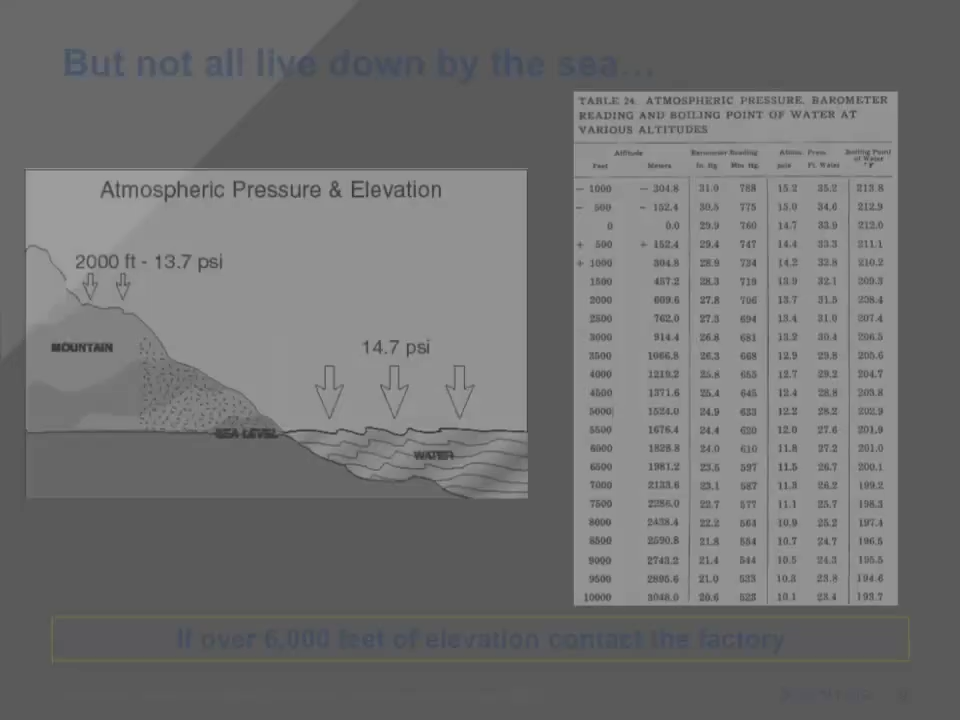 But not all live down by the sea...
TABLE 24. ATMOSPHERIC PRESSURE, BAROMETER
READING AND BOILING POINT OF WATER AT
VARIOUS ALTITUDES
Altitude Barometer Reading Atmos. Pres. Boiling Point
of Water
Feet Meters In. Hg. Mm. Hg. psia Ft. Water °F
− 1000 − 304.8 31.0 788 15.2 35.2 213.8
− 500 − 152.4 30.5 775 15.0 34.6 212.9
0 0.0 29.9 760 14.7 33.9 212.0
+ 500 + 152.4 29.4 747 14.4 33.3 211.1
+ 1000 304.8 28.9 734 14.2 32.8 210.2
1500 457.2 28.3 719 13.9 32.1 209.3
2000 609.6 27.8 706 13.7 31.5 208.4
2500 762.0 27.3 694 13.4 31.0 207.4
3000 914.4 26.8 681 13.2 30.4 206.5
3500 1066.8 26.3 668 12.9 29.8 205.6
4000 1219.2 25.8 655 12.7 29.2 204.7
4500 1371.6 25.4 645 12.4 28.8 203.8
5000 1524.0 24.9 633 12.2 28.2 202.9
5500 1676.4 24.4 620 12.0 27.6 201.9
6000 1828.8 24.0 610 11.8 27.2 201.0
6500 1981.2 23.5 597 11.5 26.7 200.1
7000 2133.6 23.1 587 11.3 26.2 199.2
7500 2286.0 22.7 577 11.1 25.7 198.3
8000 2438.4 22.2 564 10.9 25.2 197.4
8500 2590.8 21.8 554 10.7 24.7 196.5
9000 2743.2 21.4 544 10.5 24.3 195.5
9500 2895.6 21.0 533 10.3 23.8 194.6
10000 3048.0 20.6 523 10.1 23.4 193.7
Atmospheric Pressure & Elevation
2000 ft - 13.7 psi
MOUNTAIN
14.7 psi
SEA LEVEL
WATER
If over 6,000 feet of elevation contact the factory